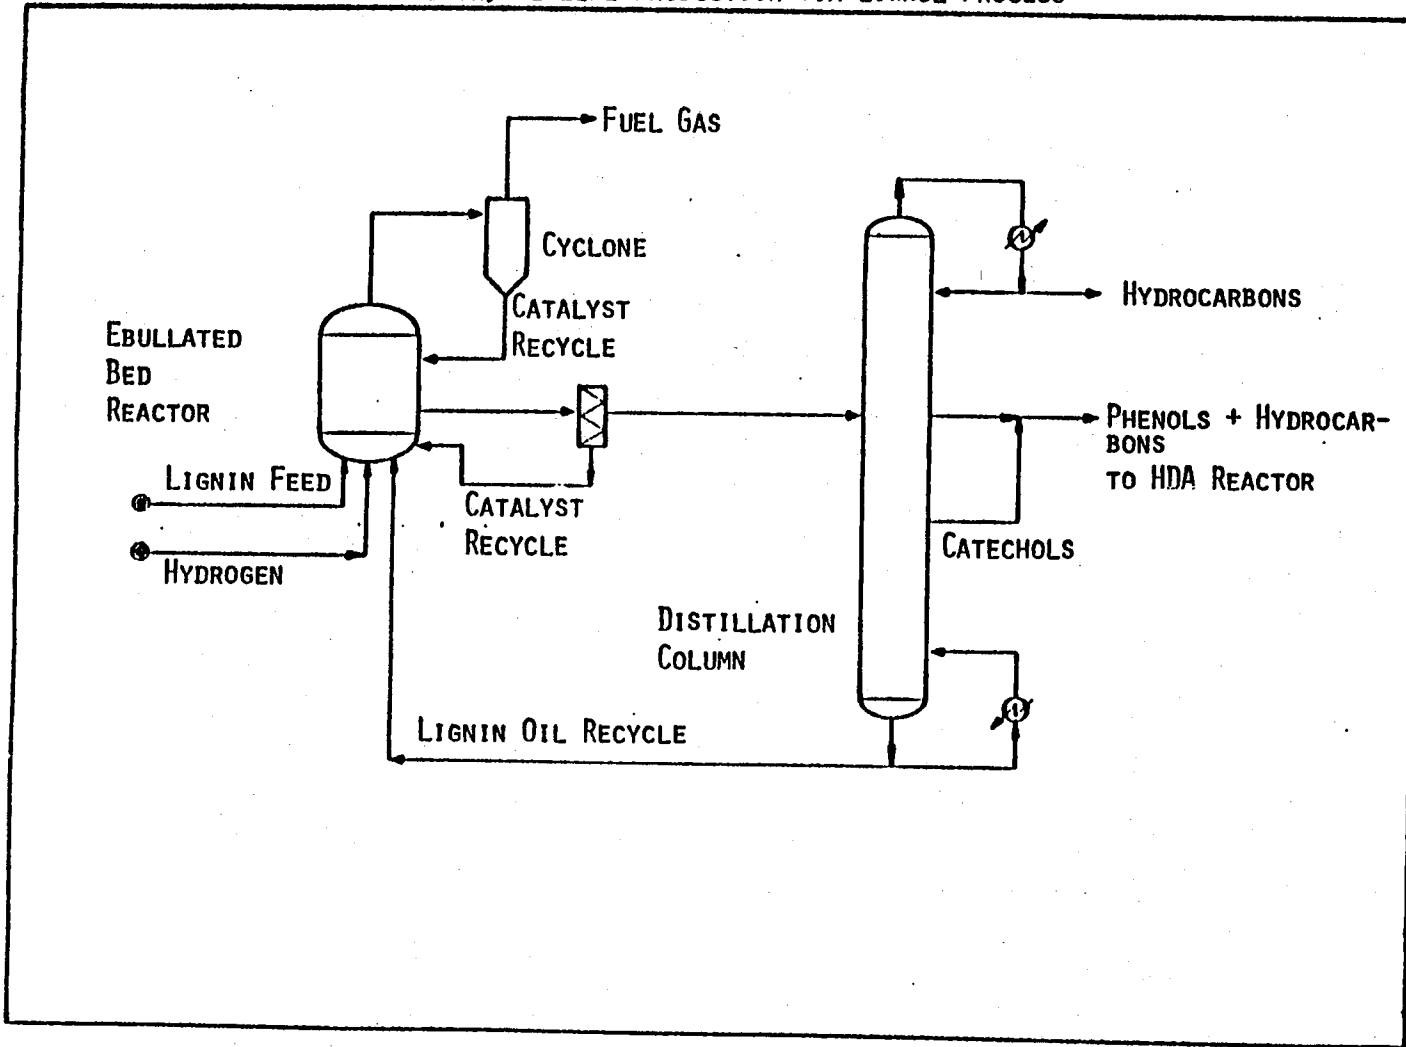 PROCESS
FUEL GAS
CYCLONE
CATALYST
RECYCLE
EBULLATED
BED
REACTOR
HYDROCARBONS
PHENOLS + HYDROCAR-
BONS
TO HDA REACTOR
LIGNIN FEED
CATALYST
RECYCLE
HYDROGEN
CATECHOLS
DISTILLATION
COLUMN
LIGNIN OIL RECYCLE